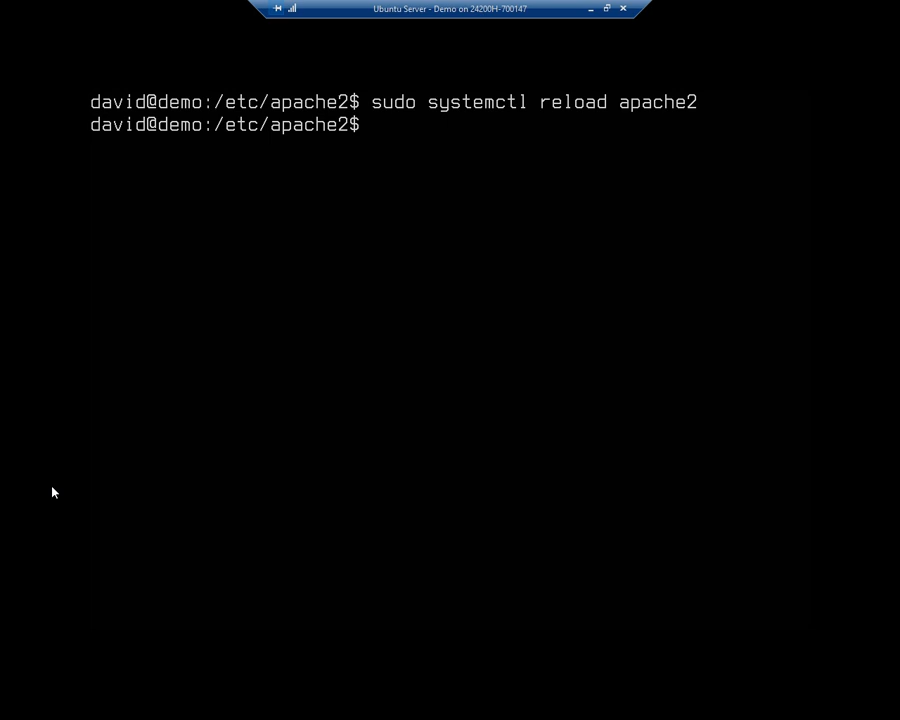 Ubuntu Server - Demo on 24200H-700147
david@demo:/etc/apache2$ sudo systemctl reload apache2
david@demo:/etc/apache2$